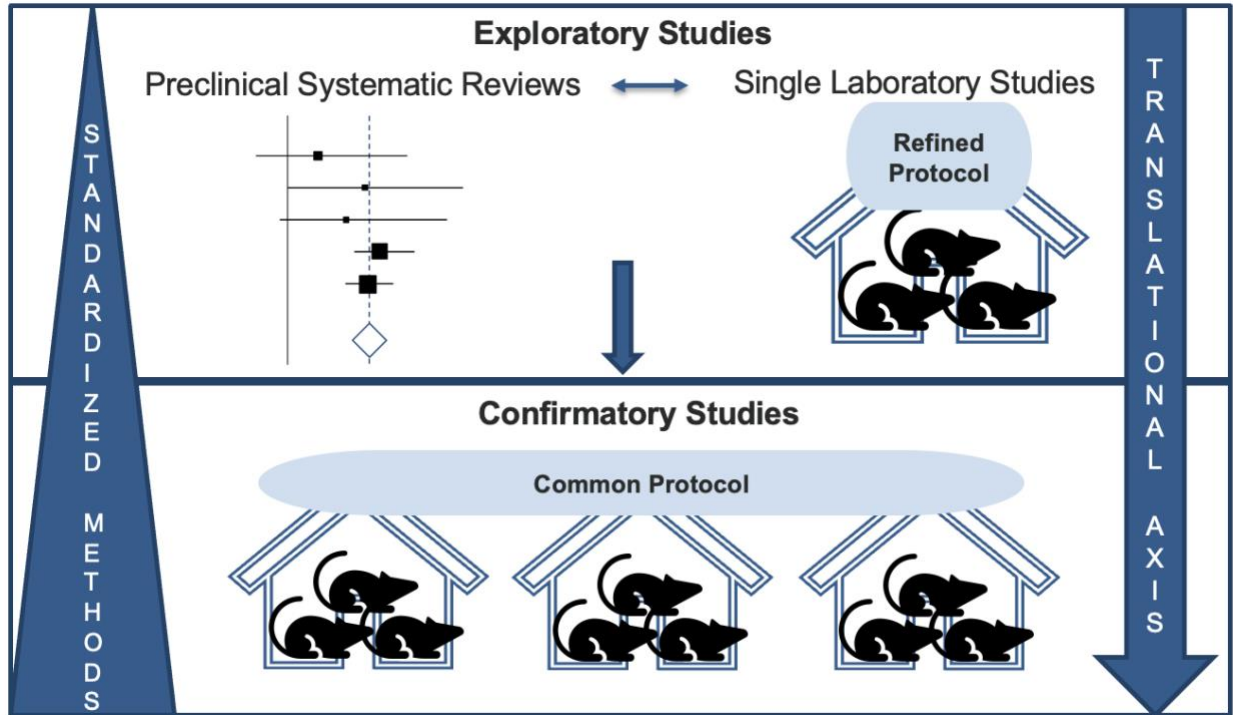 Exploratory Studies
Preclinical Systematic Reviews
Single Laboratory Studies
Refined
Protocol
Confirmatory Studies
Common Protocol
STANDARDIZED METHODS
TRANSLATIONAL AXIS